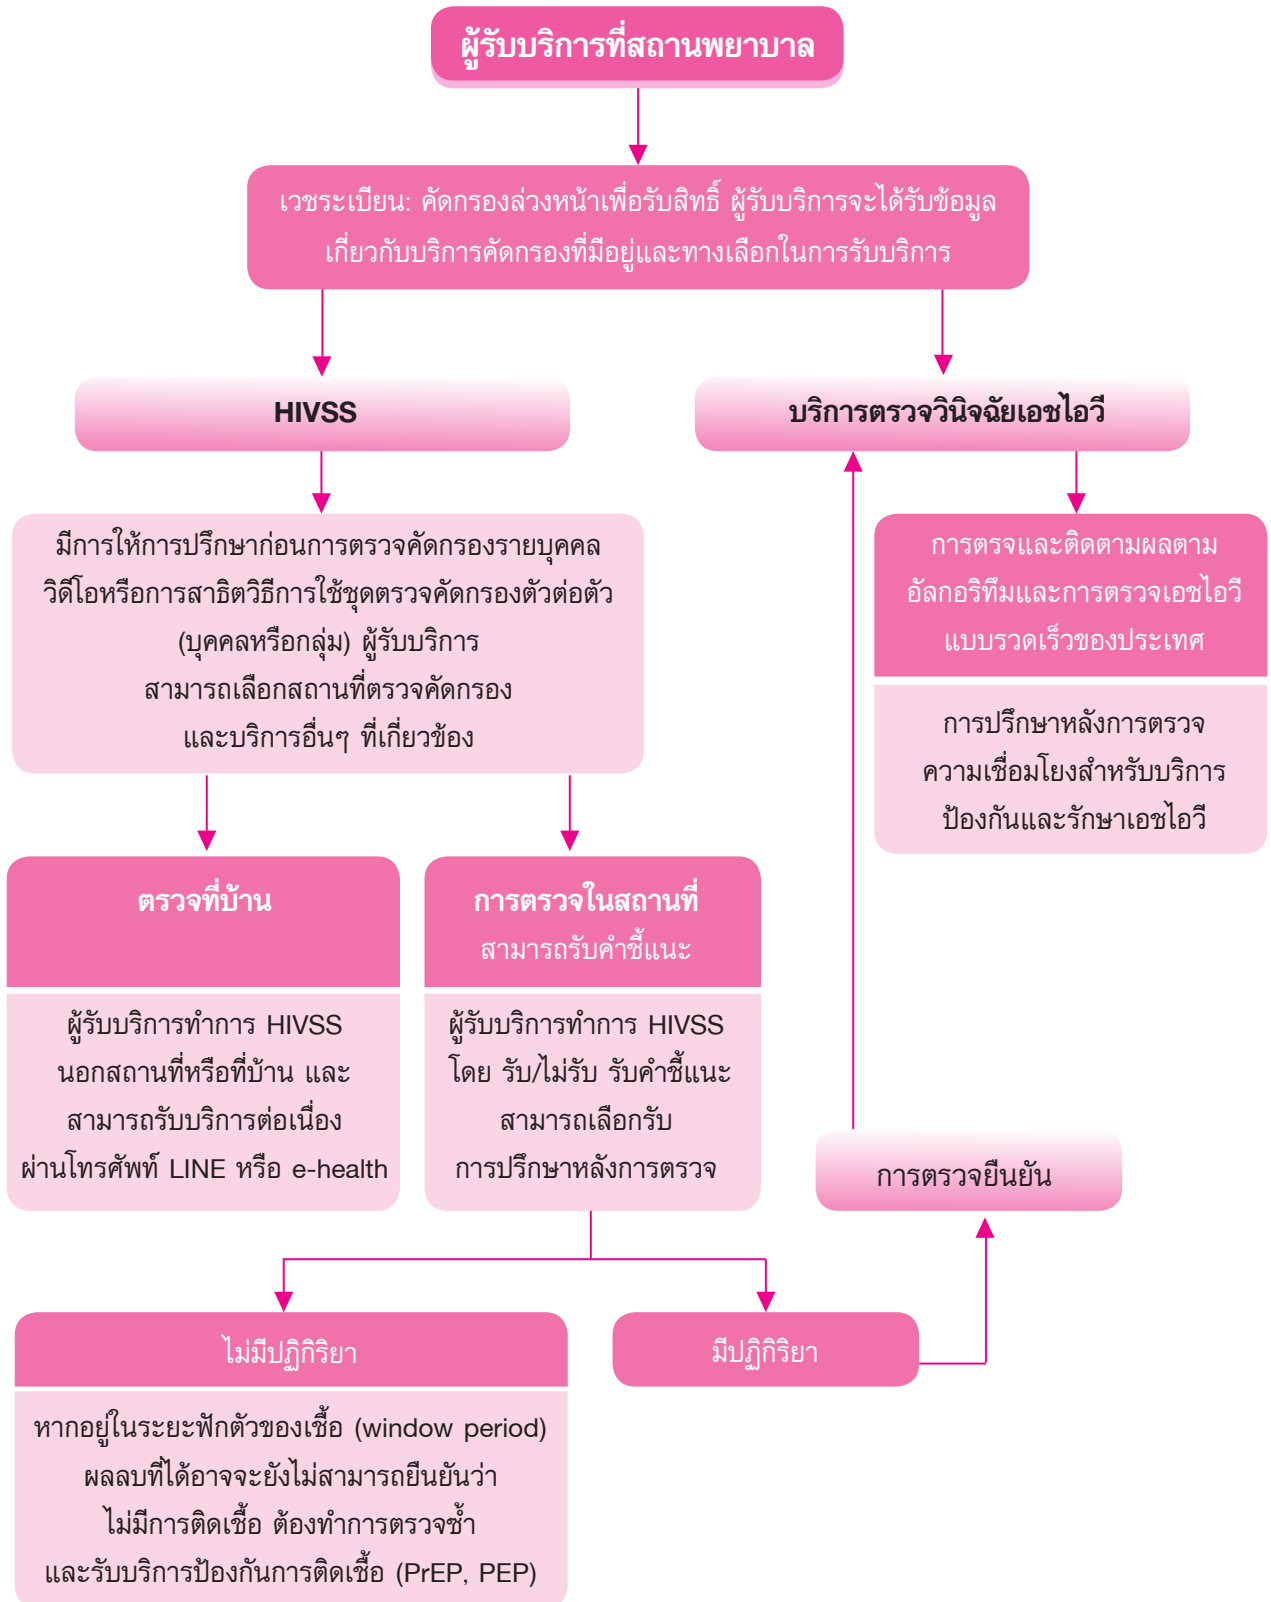 ผู้รับบริการที่สถานพยาบาล
เวชระเบียน: คัดกรองล่วงหน้าเพื่อรับสิทธิ์ ผู้รับบริการจะได้รับข้อมูล
เกี่ยวกับบริการคัดกรองที่มีอยู่และทางเลือกในการรับบริการ
HIVSS
บริการตรวจวินิจฉัยเอชไอวี
มีการให้การปรึกษาก่อนการตรวจคัดกรองรายบุคคล
วิดีโอหรือการสาธิตวิธีการใช้ชุดตรวจคัดกรองตัวต่อตัว
(บุคคลหรือกลุ่ม) ผู้รับบริการ
สามารถเลือกสถานที่ตรวจคัดกรอง
และบริการอื่นๆ ที่เกี่ยวข้อง
การตรจและติดตามผลตาม
อัลกอริทึมและการตรวจเอชไอวี
แบบรวดเร็วของประเทศ
การปรึกษาหลังการตรวจ
ความเชื่อมโยงสำหรับบริการ
ป้องกันและรักษาเอชไอวี
ตรวจที่บ้าน
ผู้รับบริการทำการ HIVSS
นอกสถานที่หรือที่บ้าน และ
สามารถรับบริการต่อเนื่อง
ผ่านโทรศัพท์ LINE หรือ e-health
การตรวจในสถานที่
สามารถรับคำชี้แนะ
ผู้รับบริการทำการ HIVSS
โดย รับ/ไม่รับ รับคำชี้แนะ
สามารถเลือกรับ
การปรึกษาหลังการตรวจ
การตรวจยืนยัน
ไม่มีปฏิกิริยา
หากอยู่ในระยะฟักตัวของเชื้อ (window period)
ผลลบที่ได้อาจจะยังไม่สามารถยืนยันว่า
ไม่มีการติดเชื้อ ต้องทำการตรวจซ้ำ
และรับบริการป้องกันการติดเชื้อ (PrEP, PEP)
มีปฏิกิริยา